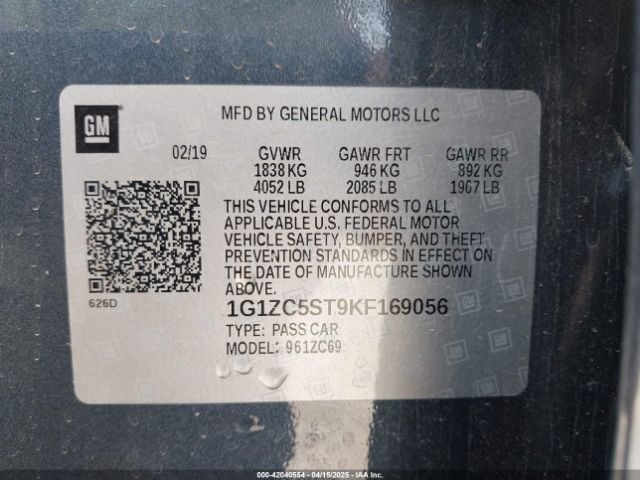 GM
MFD BY GENERAL MOTORS LLC
02/19 GVWR GAWR FRT GAWR RR
1838 KG 946 KG 892 KG
4052 LB 2085 LB 1967 LB
THIS VEHICLE CONFORMS TO ALL
APPLICABLE U.S. FEDERAL MOTOR
VEHICLE SAFETY, BUMPER, AND THEFT
PREVENTION STANDARDS IN EFFECT ON
THE DATE OF MANUFACTURE SHOWN
ABOVE.
626D
1G1ZC5ST9KF169056
TYPE: PASS CAR
MODEL: 961ZC69
000-42040554 - 04/15/2025 - IAAI.COM